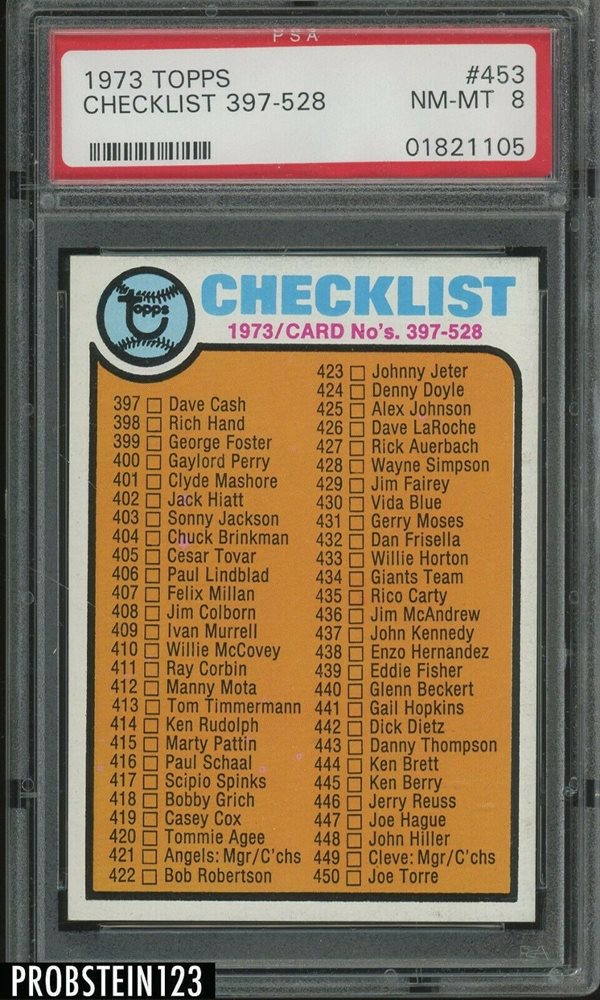 PSA
1973 TOPPS #453
CHECKLIST 397-528 NM-MT 8
01821105
Topps
CHECKLIST
1973/CARD No's. 397-528
397 Dave Cash
398 Rich Hand
399 George Foster
400 Gaylord Perry
401 Clyde Mashore
402 Jack Hiatt
403 Sonny Jackson
404 Chuck Brinkman
405 Cesar Tovar
406 Paul Lindblad
407 Felix Millan
408 Jim Colborn
409 Ivan Murrell
410 Willie McCovey
411 Ray Corbin
412 Manny Mota
413 Tom Timmermann
414 Ken Rudolph
415 Marty Pattin
416 Paul Schaal
417 Scipio Spinks
418 Bobby Grich
419 Casey Cox
420 Tommie Agee
421 Angels: Mgr/C'chs
422 Bob Robertson
423 Johnny Jeter
424 Denny Doyle
425 Alex Johnson
426 Dave LaRoche
427 Rick Auerbach
428 Wayne Simpson
429 Jim Fairey
430 Vida Blue
431 Gerry Moses
432 Dan Frisella
433 Willie Horton
434 Giants Team
435 Rico Carty
436 Jim McAndrew
437 John Kennedy
438 Enzo Hernandez
439 Eddie Fisher
440 Glenn Beckert
441 Gail Hopkins
442 Dick Dietz
443 Danny Thompson
444 Ken Brett
445 Ken Berry
446 Jerry Reuss
447 Joe Hague
448 John Hiller
449 Cleve: Mgr/C'chs
450 Joe Torre
PSA
PROBSTEIN123